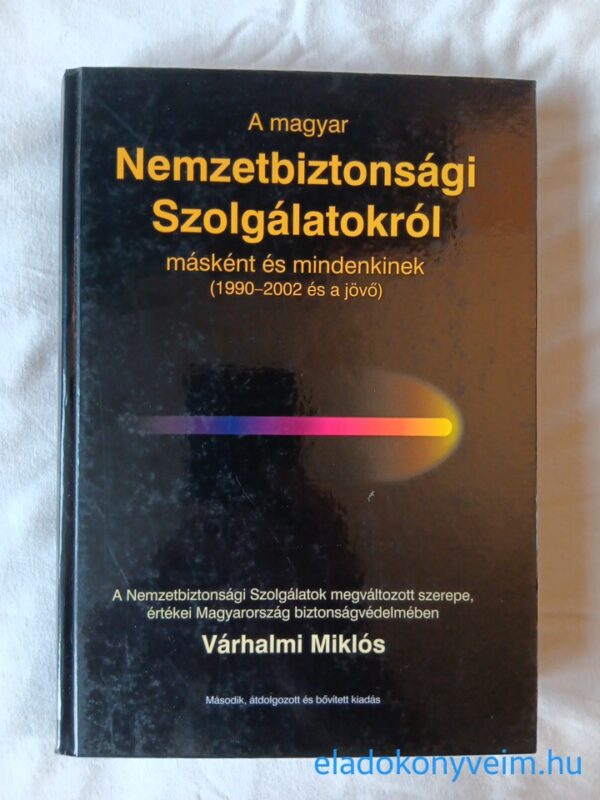 A magyar
Nemzetbiztonsági
Szolgálatokról
másként és mindenkinek
(1990–2002 és a jövő)
A Nemzetbiztonsági Szolgálatok megváltozott szerepe,
értékei Magyarország biztonságvédelmében
Várhalmi Miklós
Második, átdolgozott és bővített kiadás
eladokonyveim.hu